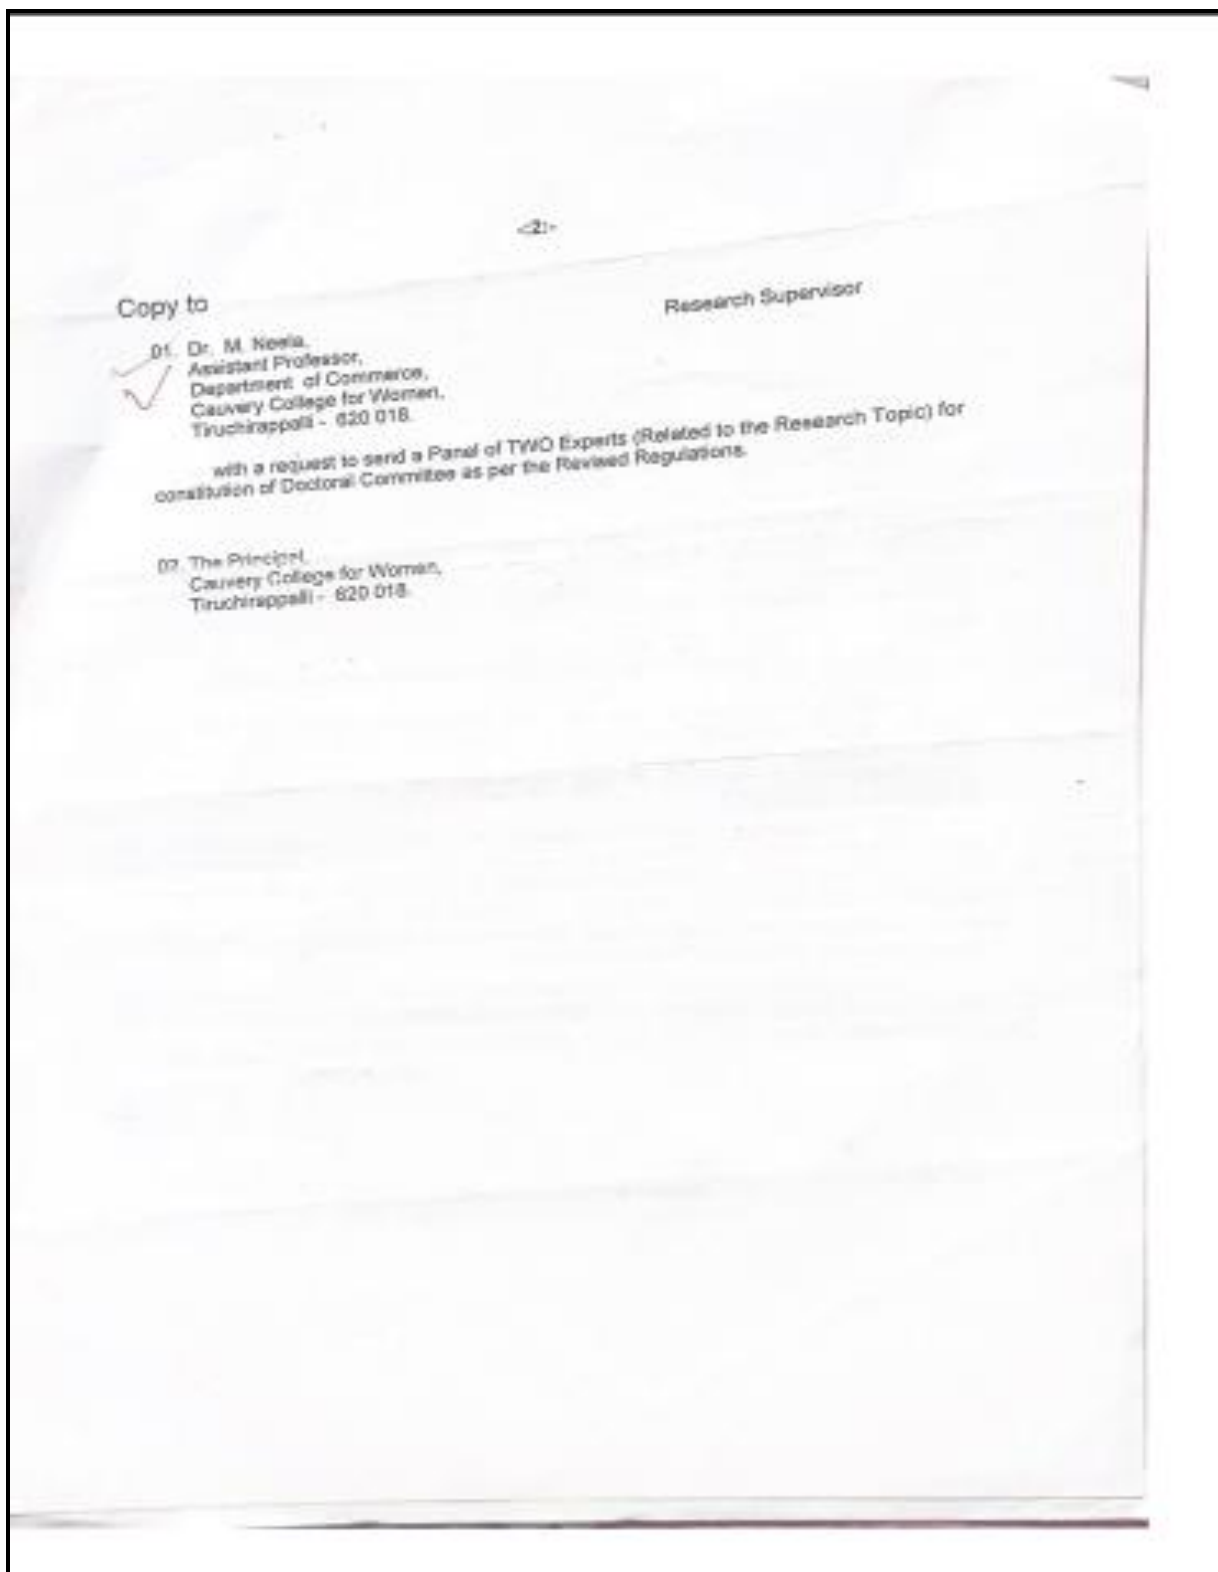 -:2:-
Copy to
Research Supervisor
01. Dr. M. Neela,
Assistant Professor,
Department of Commerce,
Cauvery College for Women,
Tiruchirappalli - 620 018.
with a request to send a Panel of TWO Experts (Related to the Research Topic) for
constitution of Doctoral Committee as per the Revised Regulations.
02. The Principal,
Cauvery College for Women,
Tiruchirappalli - 620 018.